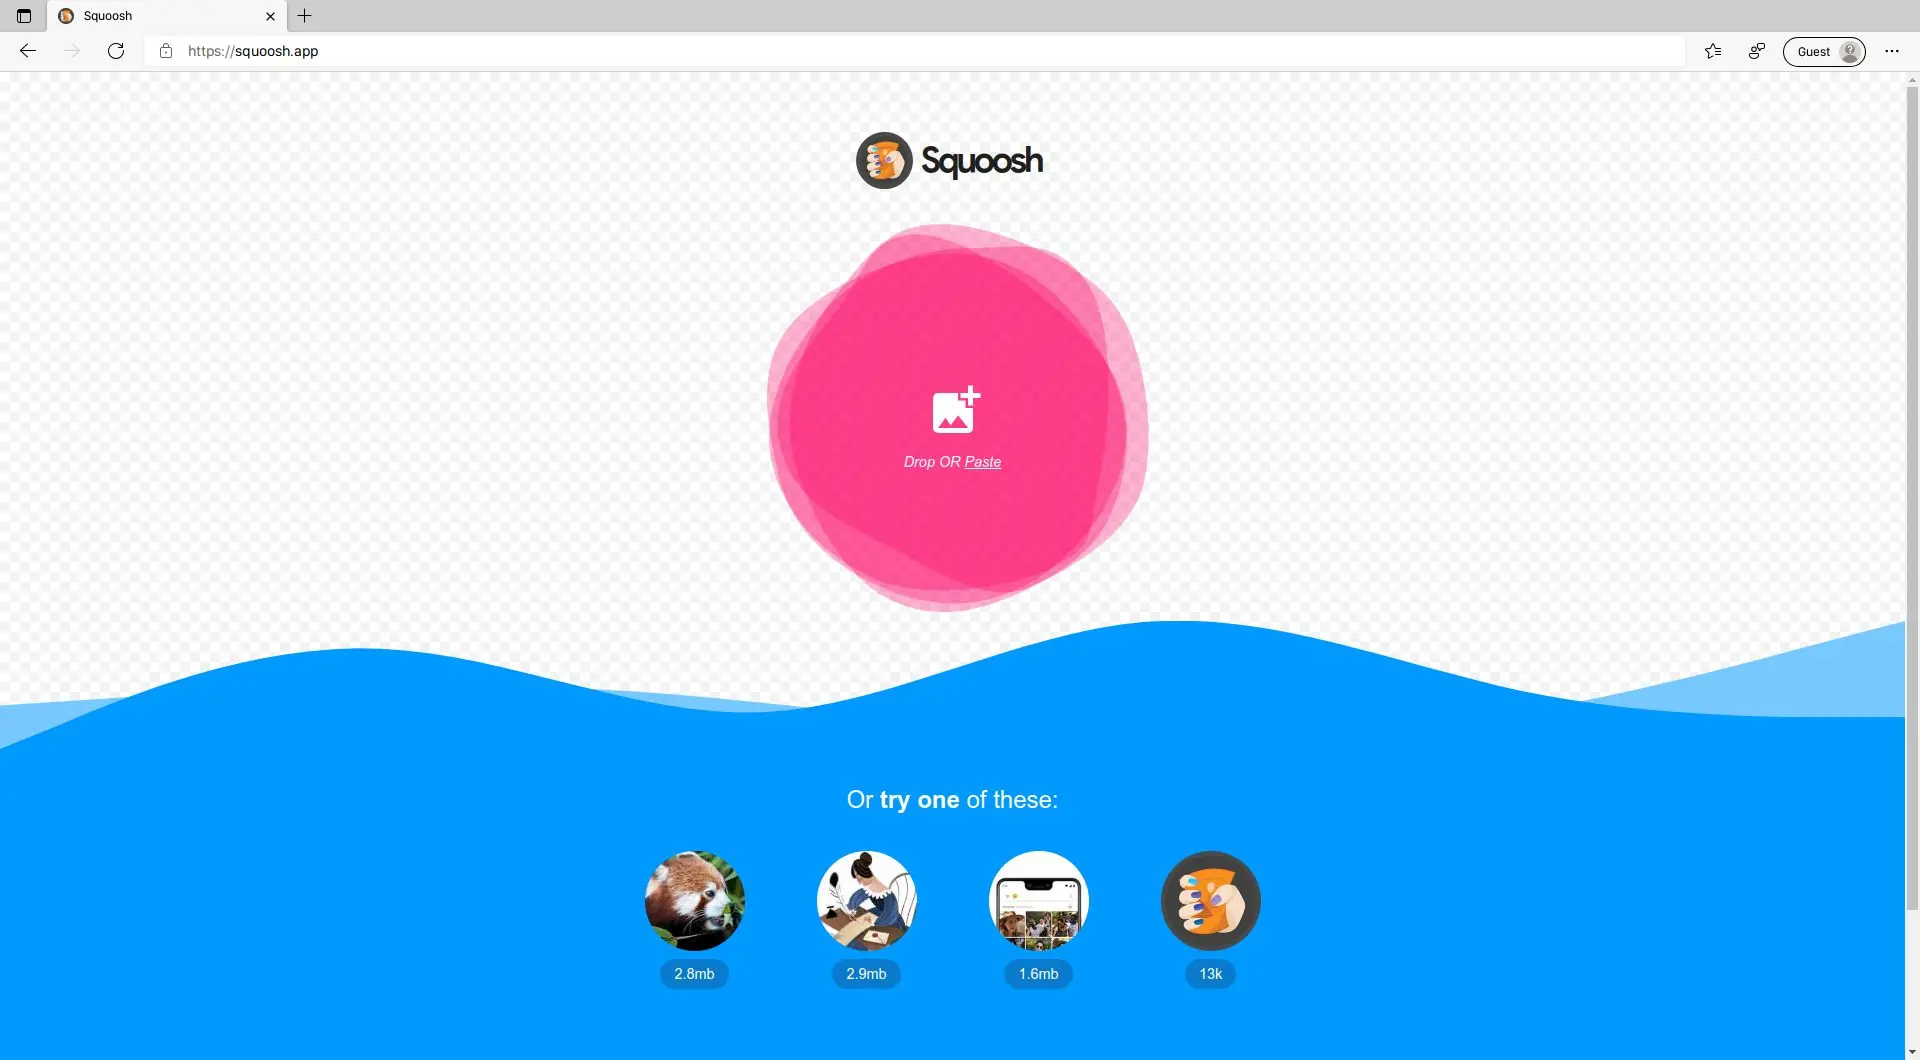 Squoosh
https://squoosh.app
Guest
Squoosh
Drop OR Paste
Or try one of these:
2.8mb
2.9mb
1.6mb
13k